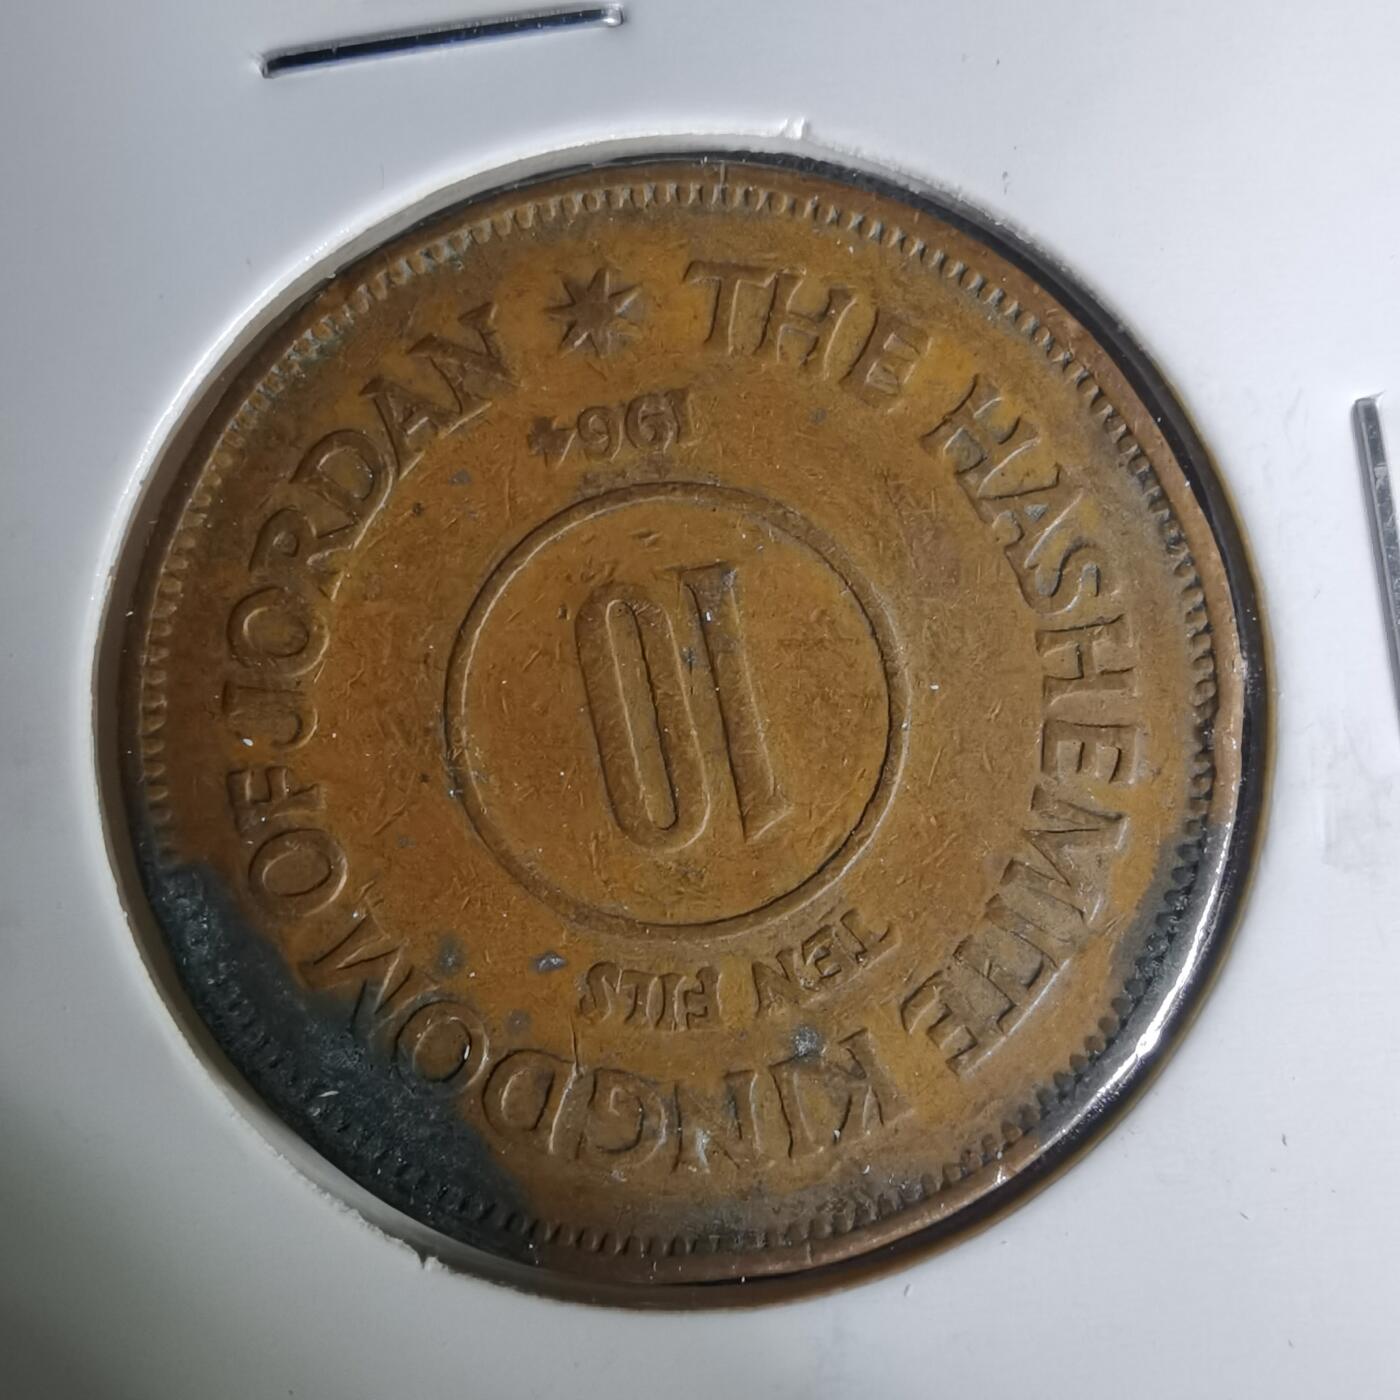 THE HASHEMITE KINGDOM OF JORDAN
TEN FILS
10
1964